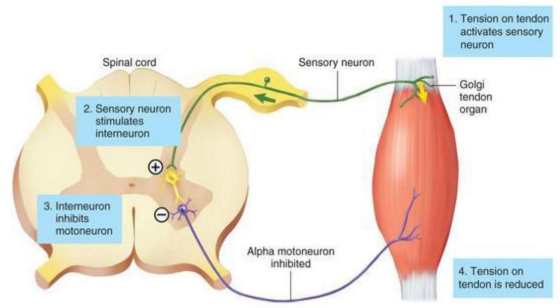 1. Tension on tendon
activates sensory
neuron
Spinal cord
Sensory neuron
Golgi
tendon
organ
2. Sensory neuron
stimulates
interneuron
+
3. Interneuron
inhibits
motoneuron
−
Alpha motoneuron
inhibited
4. Tension on
tendon is reduced